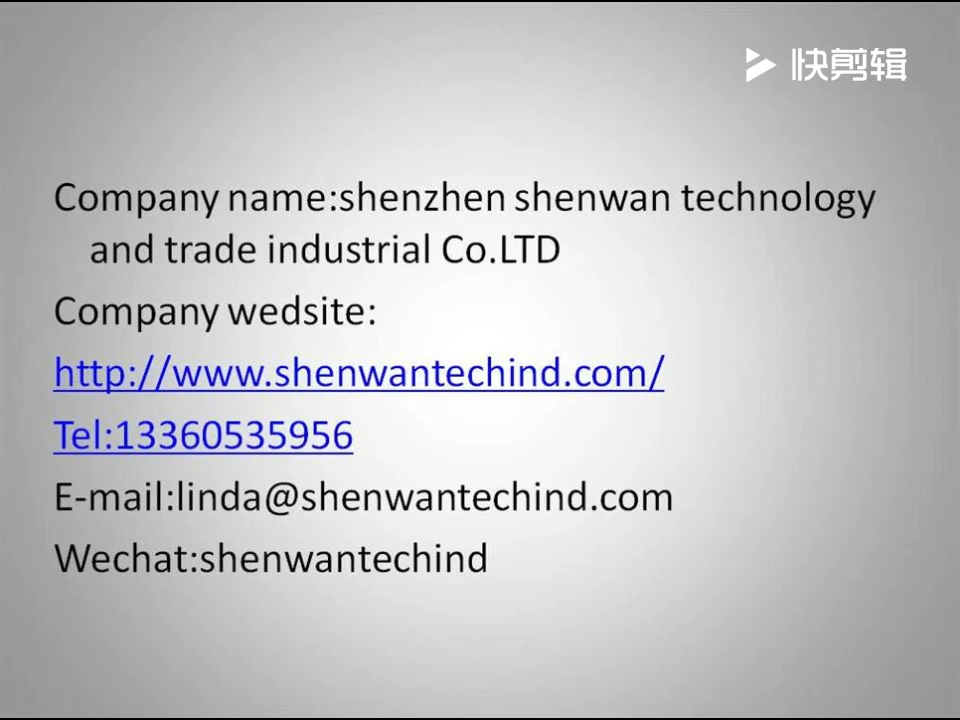 快剪辑
Company name:shenzhen shenwan technology
and trade industrial Co.LTD
Company wedsite:
http://www.shenwantechind.com/
Tel:13360535956
E-mail:linda@shenwantechind.com
Wechat:shenwantechind